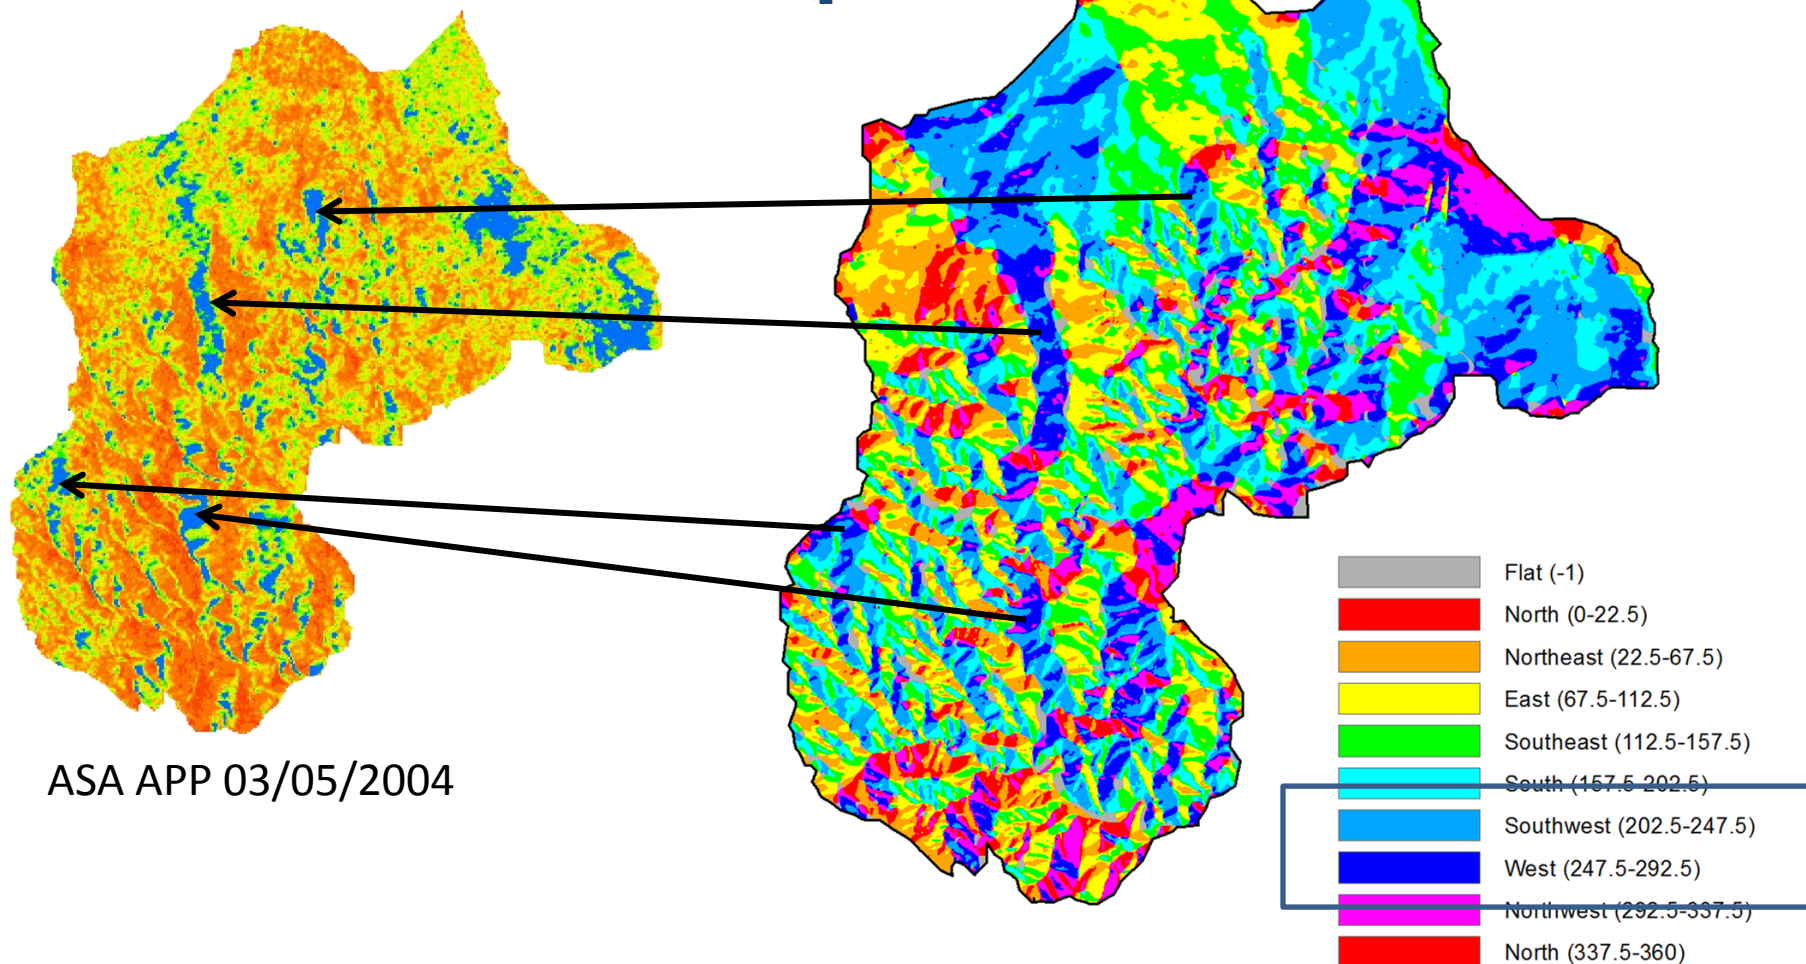 ASA APP 03/05/2004
Flat (-1)
North (0-22.5)
Northeast (22.5-67.5)
East (67.5-112.5)
Southeast (112.5-157.5)
South (157.5-202.5)
Southwest (202.5-247.5)
West (247.5-292.5)
Northwest (292.5-337.5)
North (337.5-360)